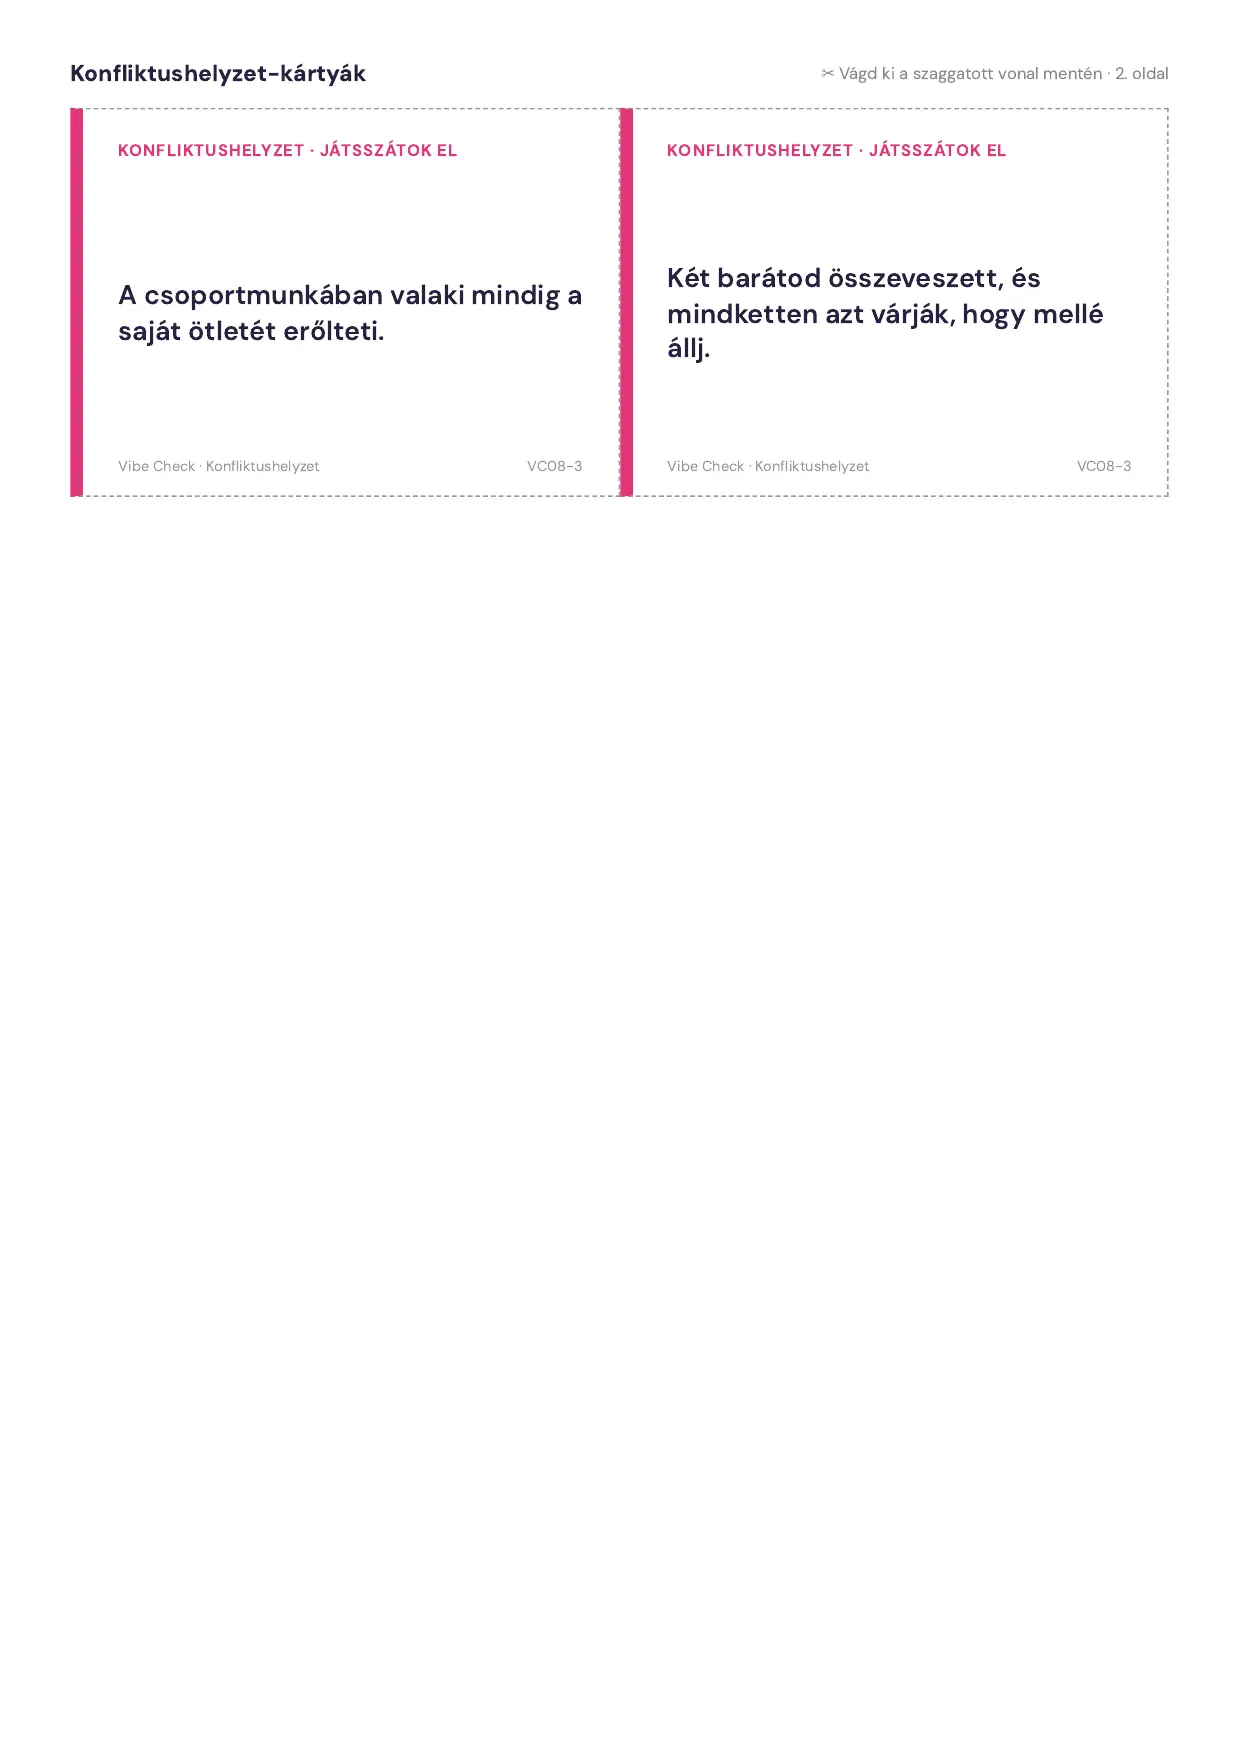 Konfliktushelyzet-kártyák
✂ Vágd ki a szaggatott vonal mentén · 2. oldal
KONFLIKTUSHELYZET · JÁTSSZÁTOK EL
A csoportmunkában valaki mindig a
saját ötletét erőlteti.
Vibe Check · Konfliktushelyzet
VC08-3
KONFLIKTUSHELYZET · JÁTSSZÁTOK EL
Két barátod összeveszett, és
mindketten azt várják, hogy mellé
állj.
Vibe Check · Konfliktushelyzet
VC08-3